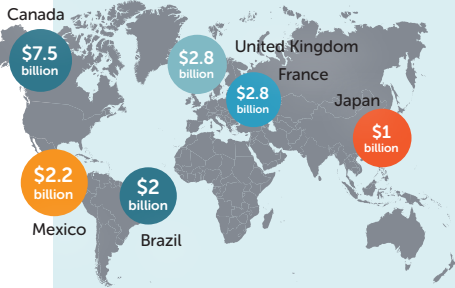 Canada
$7.5
billion
$2.8
billion
United Kingdom
$2.8
billion
France
Japan
$1
billion
$2.2
billion
Mexico
$2
billion
Brazil